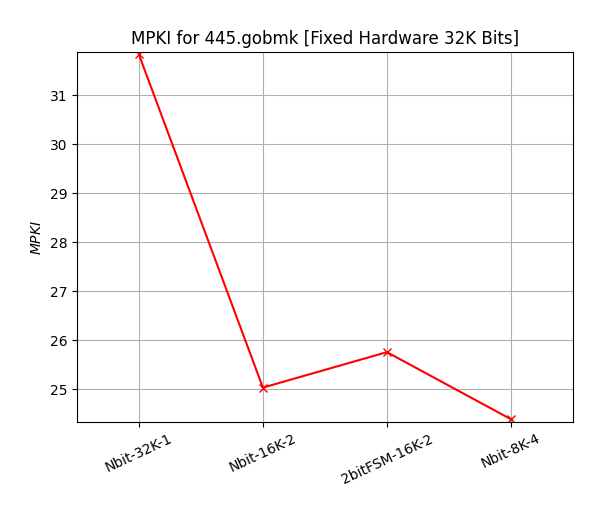 MPKI for 445.gobmk [Fixed Hardware 32K Bits]
31
30
29
28
27
26
25
MPKI
Nbit-32K-1
Nbit-16K-2
2bitFSM-16K-2
Nbit-8K-4